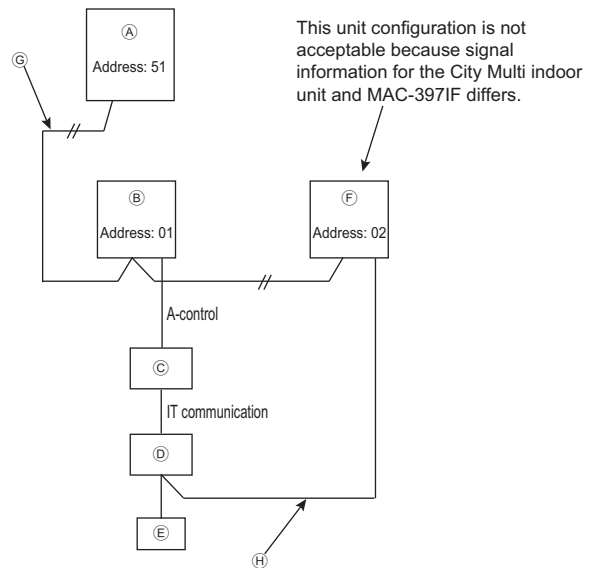 Ⓐ
Address: 51
This unit configuration is not
acceptable because signal
information for the City Multi indoor
unit and MAC-397IF differs.
Ⓖ
Ⓑ
Address: 01
Ⓕ
Address: 02
A-control
Ⓒ
IT communication
Ⓓ
Ⓔ
Ⓗ